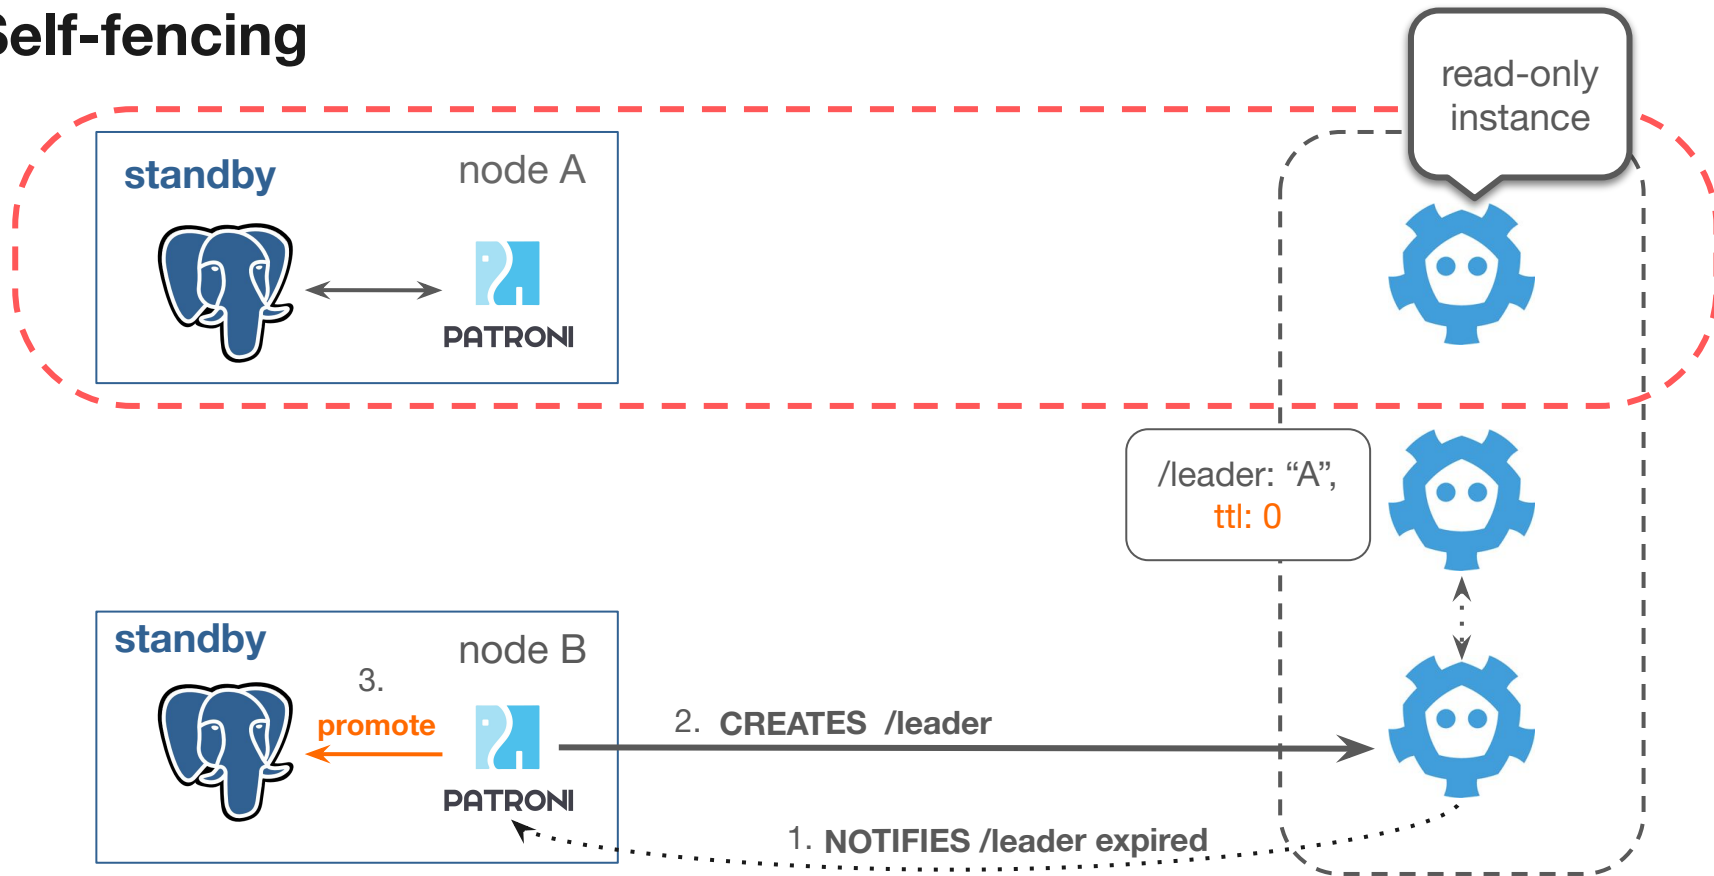 Self-fencing
read-only
instance
standby
node A
PATRONI
/leader: “A”,
ttl: 0
standby
node B
3.
promote
2. CREATES /leader
PATRONI
1. NOTIFIES /leader expired